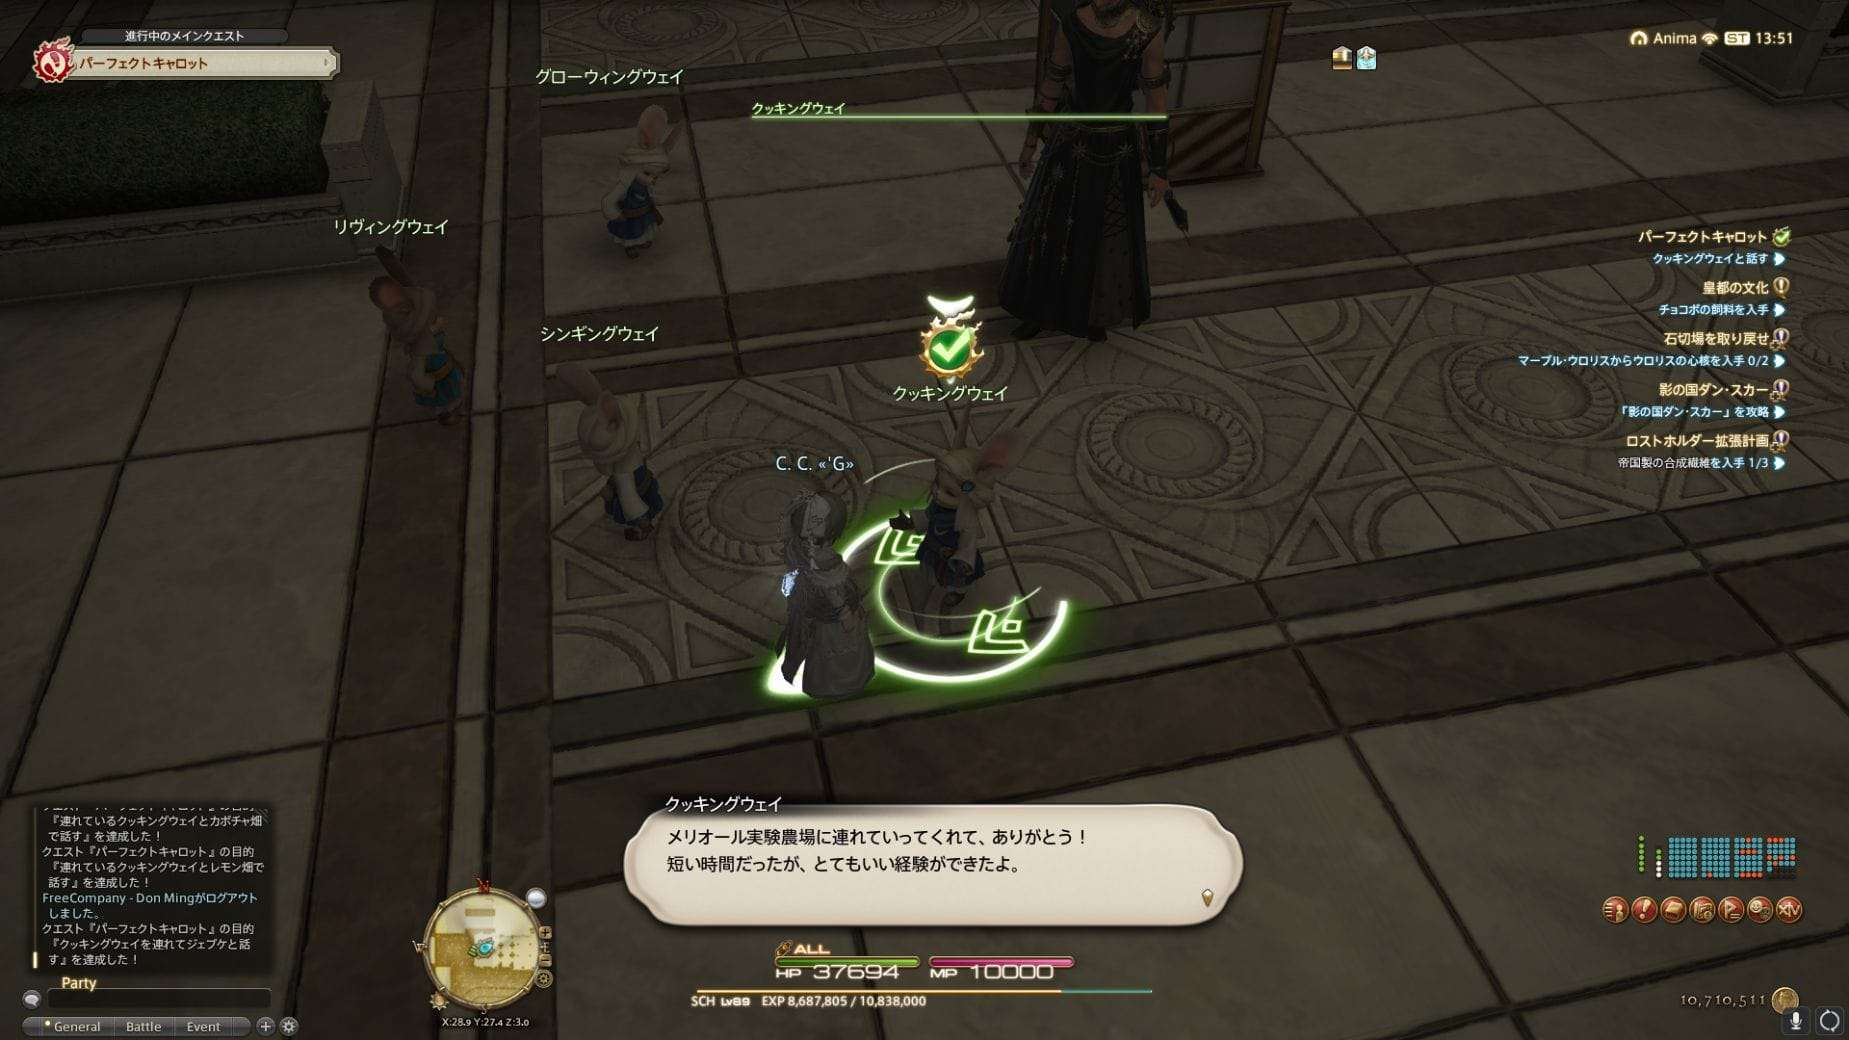 進行中のメインクエスト
パーフェクトキャロット
Anima ST 13:51
グローウィングウェイ
クッキングウェイ
リヴィングウェイ
シンギングウェイ
クッキングウェイ
C. C. «'G»
パーフェクトキャロット
クッキングウェイと話す
皇都の文化
チョコボの飼料を入手
石切場を取り戻せ
マーブル・ウロリスからウロリスの心核を入手 0/2
影の国ダン・スカー
「影の国ダン・スカー」を攻略
ロストホルダー拡張計画
帝国製の合成繊維を入手 1/3
クッキングウェイ
メリオール実験農場に連れていってくれて、ありがとう！
短い時間だったが、とてもいい経験ができたよ。
クエスト『パーフェクトキャロット』の目的
『連れているクッキングウェイとカボチャ畑
で話す』を達成した！
クエスト『パーフェクトキャロット』の目的
『連れているクッキングウェイとレモン畑で
話す』を達成した！
FreeCompany - Don Mingがログアウト
しました。
クエスト『パーフェクトキャロット』の目的
『クッキングウェイを連れてジェブケと話
す』を達成した！
Party
General Battle Event
N
W
S
E
X:28.9 Y:27.4 Z:3.0
ALL
HP 37694 MP 10000
SCH Lv89 EXP 8,687,805 / 10,838,000
XIV
10,710,511